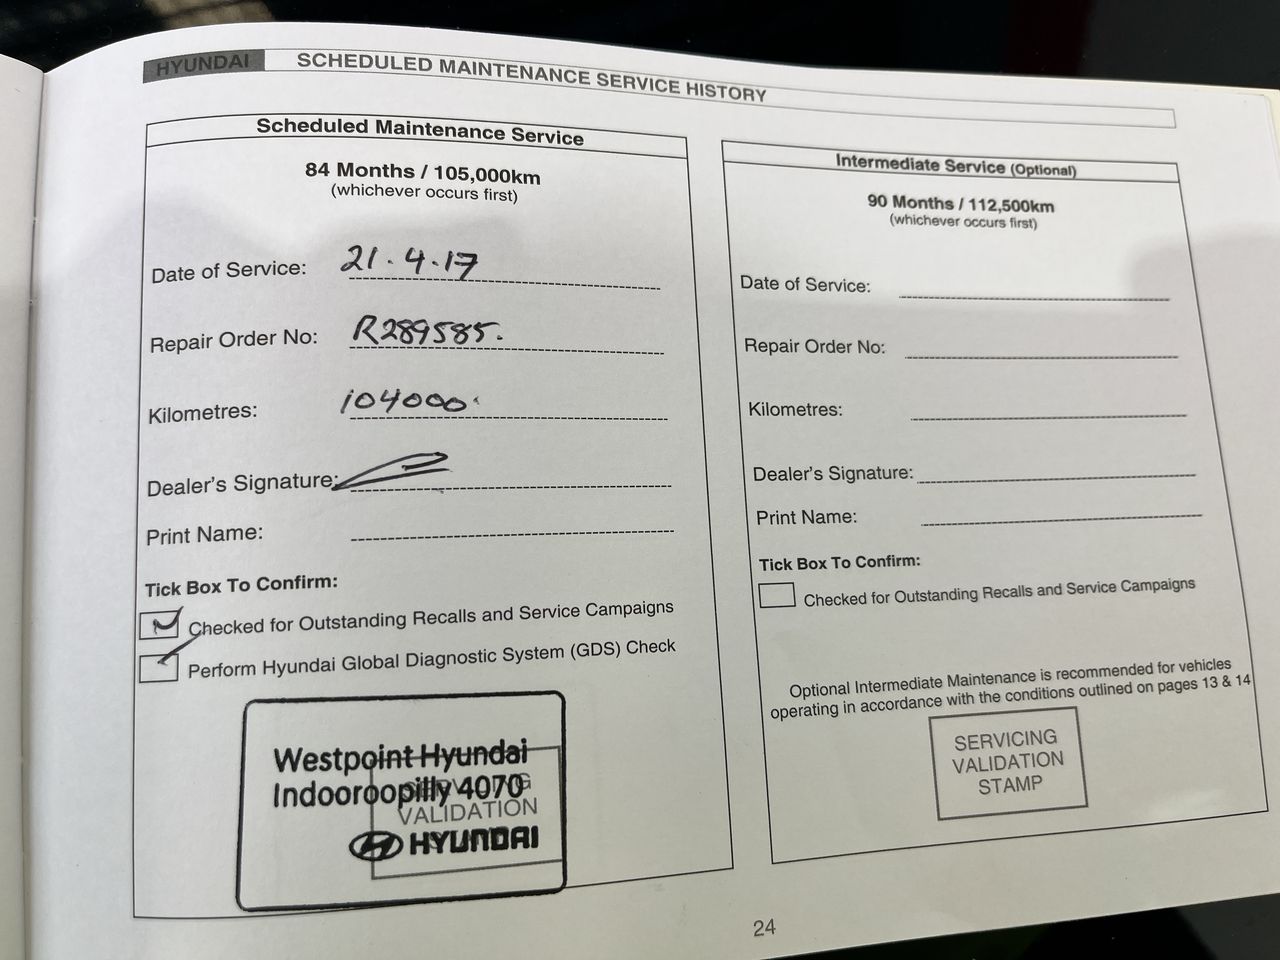 HYUNDAI SCHEDULED MAINTENANCE SERVICE HISTORY
Scheduled Maintenance Service
84 Months / 105,000km
(whichever occurs first)
Date of Service: 21.4.17
Repair Order No: R289585.
Kilometres: 104000.
Dealer's Signature:
Print Name:
Tick Box To Confirm:
Checked for Outstanding Recalls and Service Campaigns
Perform Hyundai Global Diagnostic System (GDS) Check
Westpoint Hyundai
Indooroopilly 4070
VALIDATION
HYUNDAI
Intermediate Service (Optional)
90 Months / 112,500km
(whichever occurs first)
Date of Service:
Repair Order No:
Kilometres:
Dealer's Signature:
Print Name:
Tick Box To Confirm:
Checked for Outstanding Recalls and Service Campaigns
Optional Intermediate Maintenance is recommended for vehicles
operating in accordance with the conditions outlined on pages 13 & 14
SERVICING
VALIDATION
STAMP
24